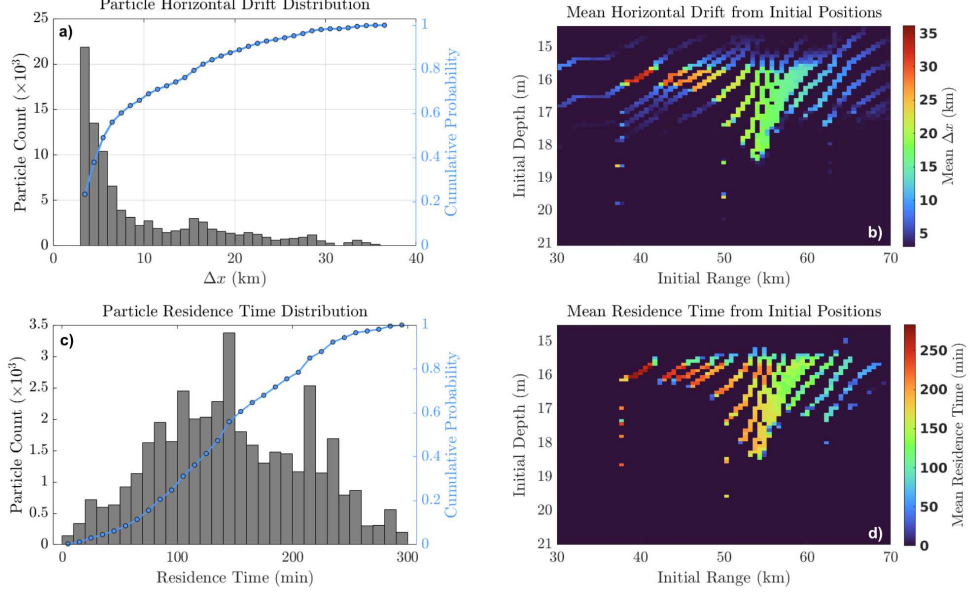 Particle Horizontal Drift Distribution
a)
25
20
15
10
5
0
Particle Count (×10³)
1
0.8
0.6
0.4
0.2
0
Cumulative Probability
0 10 20 30 40
Δx (km)
Mean Horizontal Drift from Initial Positions
15
16
17
18
19
20
21
Initial Depth (m)
30 40 50 60 70
Initial Range (km)
b)
35
30
25
20
15
10
5
Mean Δx (km)
Particle Residence Time Distribution
c)
3.5
3
2.5
2
1.5
1
0.5
0
Particle Count (×10³)
1
0.8
0.6
0.4
0.2
0
Cumulative Probability
0 100 200 300
Residence Time (min)
Mean Residence Time from Initial Positions
15
16
17
18
19
20
21
Initial Depth (m)
30 40 50 60 70
Initial Range (km)
d)
250
200
150
100
50
0
Mean Residence Time (min)